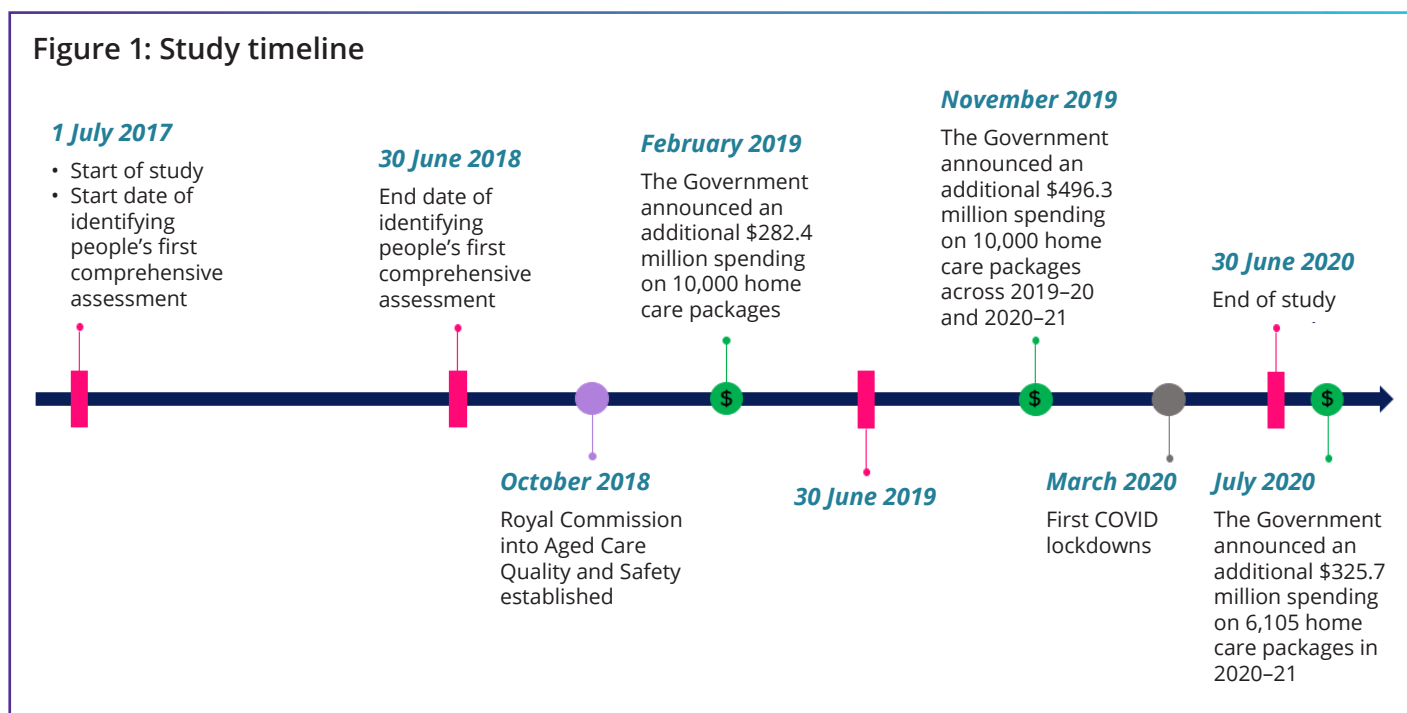 Figure 1: Study timeline
1 July 2017
• Start of study
• Start date of
identifying
people’s first
comprehensive
assessment
30 June 2018
End date of
identifying
people’s first
comprehensive
assessment
October 2018
Royal Commission
into Aged Care
Quality and Safety
established
February 2019
The Government
announced an
additional $282.4
million spending
on 10,000 home
care packages
$
30 June 2019
November 2019
The Government
announced an
additional $496.3
million spending
on 10,000 home
care packages
across 2019–20
and 2020–21
$
March 2020
First COVID
lockdowns
30 June 2020
End of study
$
July 2020
The Government
announced an
additional $325.7
million spending
on 6,105 home
care packages in
2020–21